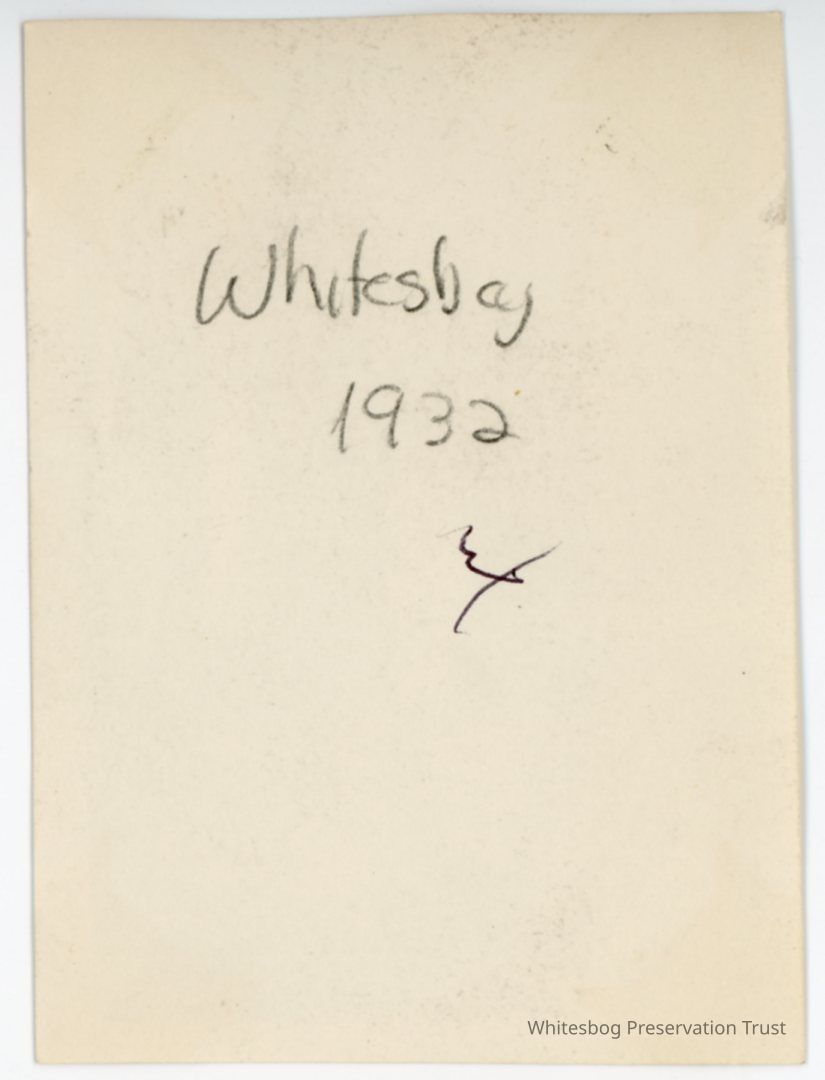 Whitesbog
1932
Whitesbog Preservation Trust